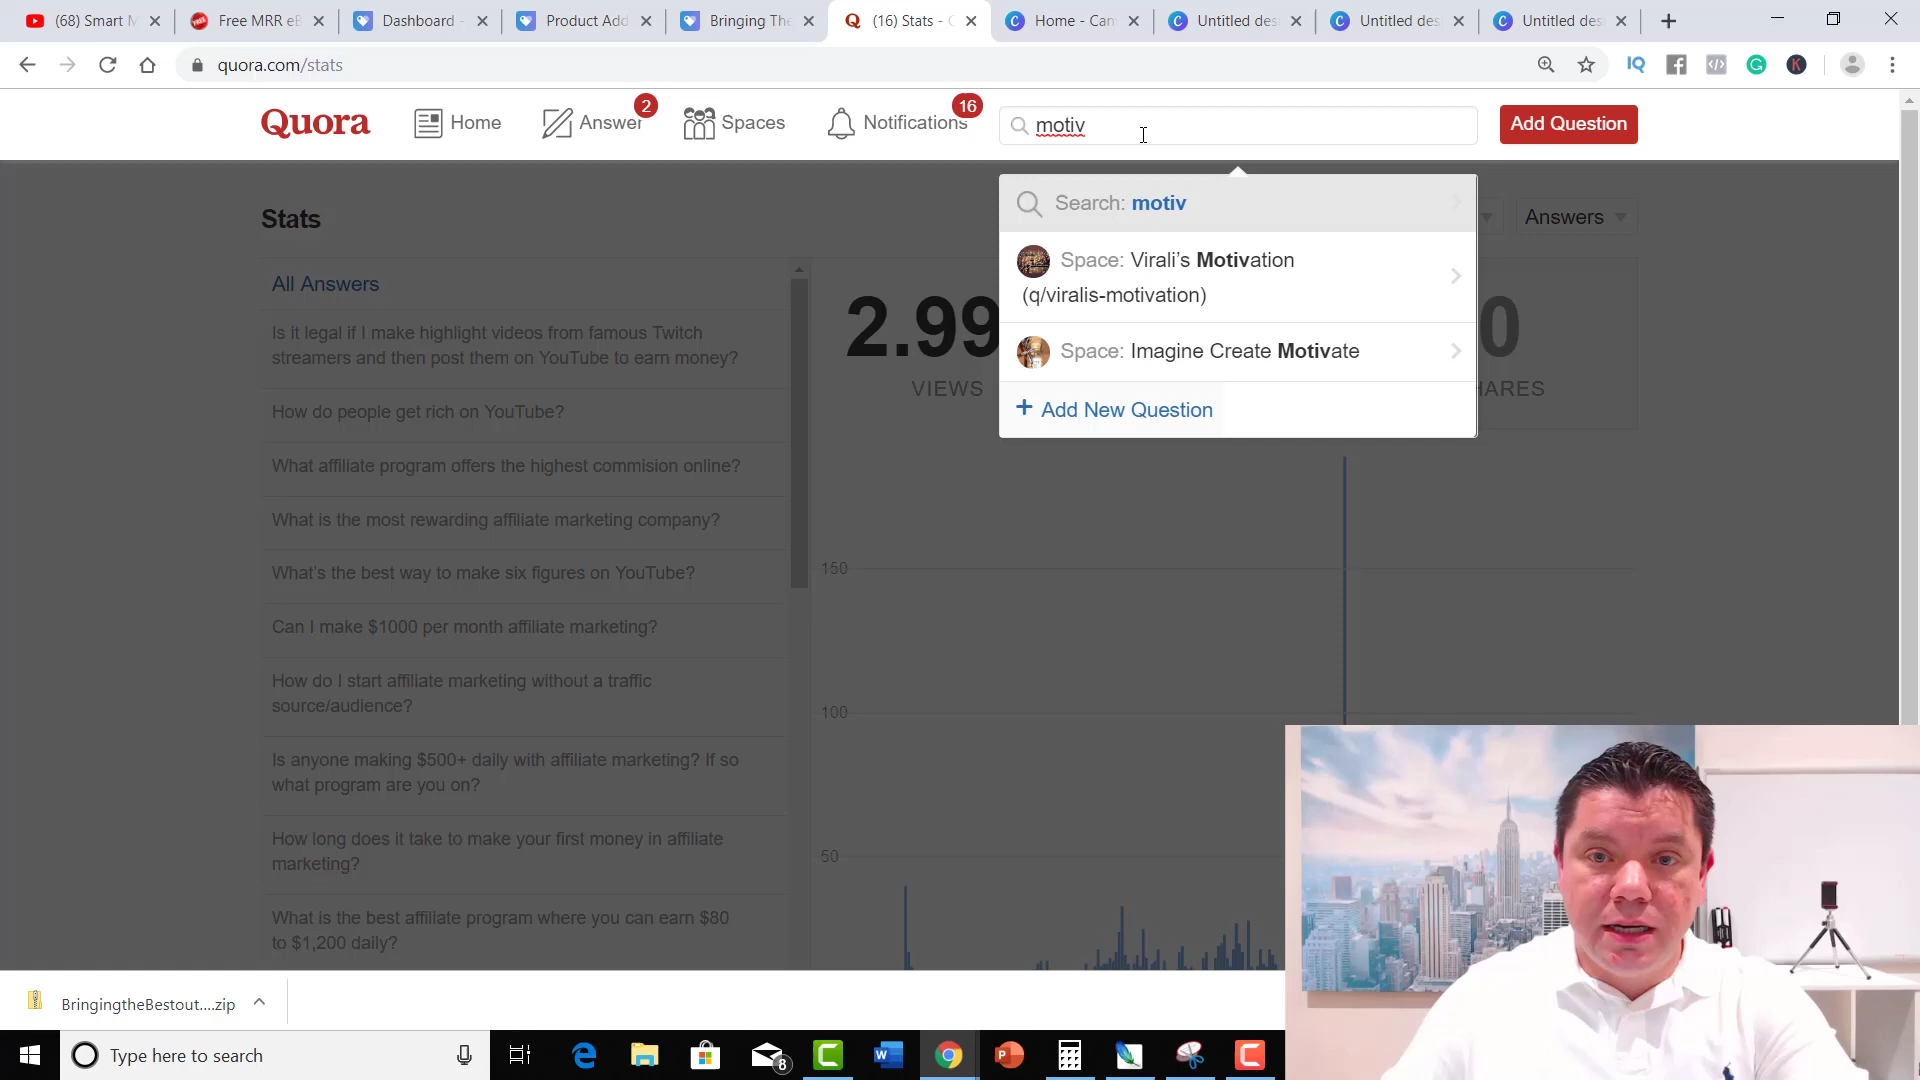 (68) Smart M
Free MRR eB
Dashboard -
Product Add
Bringing The
(16) Stats - Q
Home - Can
Untitled des
Untitled des
Untitled des
quora.com/stats
Quora
Home
Answer
2
Spaces
Notifications
16
motiv
Add Question
Search: motiv
Space: Virali's Motivation
(q/viralis-motivation)
Space: Imagine Create Motivate
+ Add New Question
Stats
Answers
All Answers
Is it legal if I make highlight videos from famous Twitch
streamers and then post them on YouTube to earn money?
How do people get rich on YouTube?
What affiliate program offers the highest commision online?
What is the most rewarding affiliate marketing company?
What's the best way to make six figures on YouTube?
Can I make $1000 per month affiliate marketing?
How do I start affiliate marketing without a traffic
source/audience?
Is anyone making $500+ daily with affiliate marketing? If so
what program are you on?
How long does it take to make your first money in affiliate
marketing?
What is the best affiliate program where you can earn $80
to $1,200 daily?
2.99
VIEWS
0
HARES
150
100
50
BringingtheBestout....zip
Type here to search
8